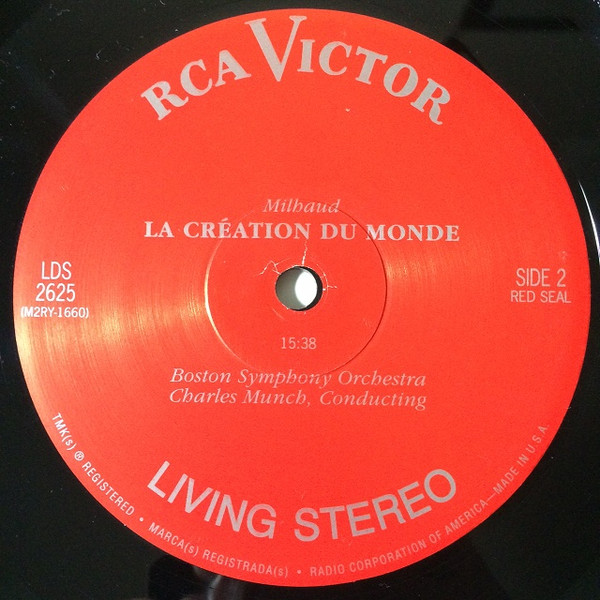 RCA VICTOR
Milhaud
LA CRÉATION DU MONDE
LDS
2625
(M2RY-1660)
SIDE 2
RED SEAL
15:38
Boston Symphony Orchestra
Charles Munch, Conducting
LIVING STEREO
TMK(s) ® REGISTERED • MARCA(s) REGISTRADA(s) • RADIO CORPORATION OF AMERICA—MADE IN U.S.A.